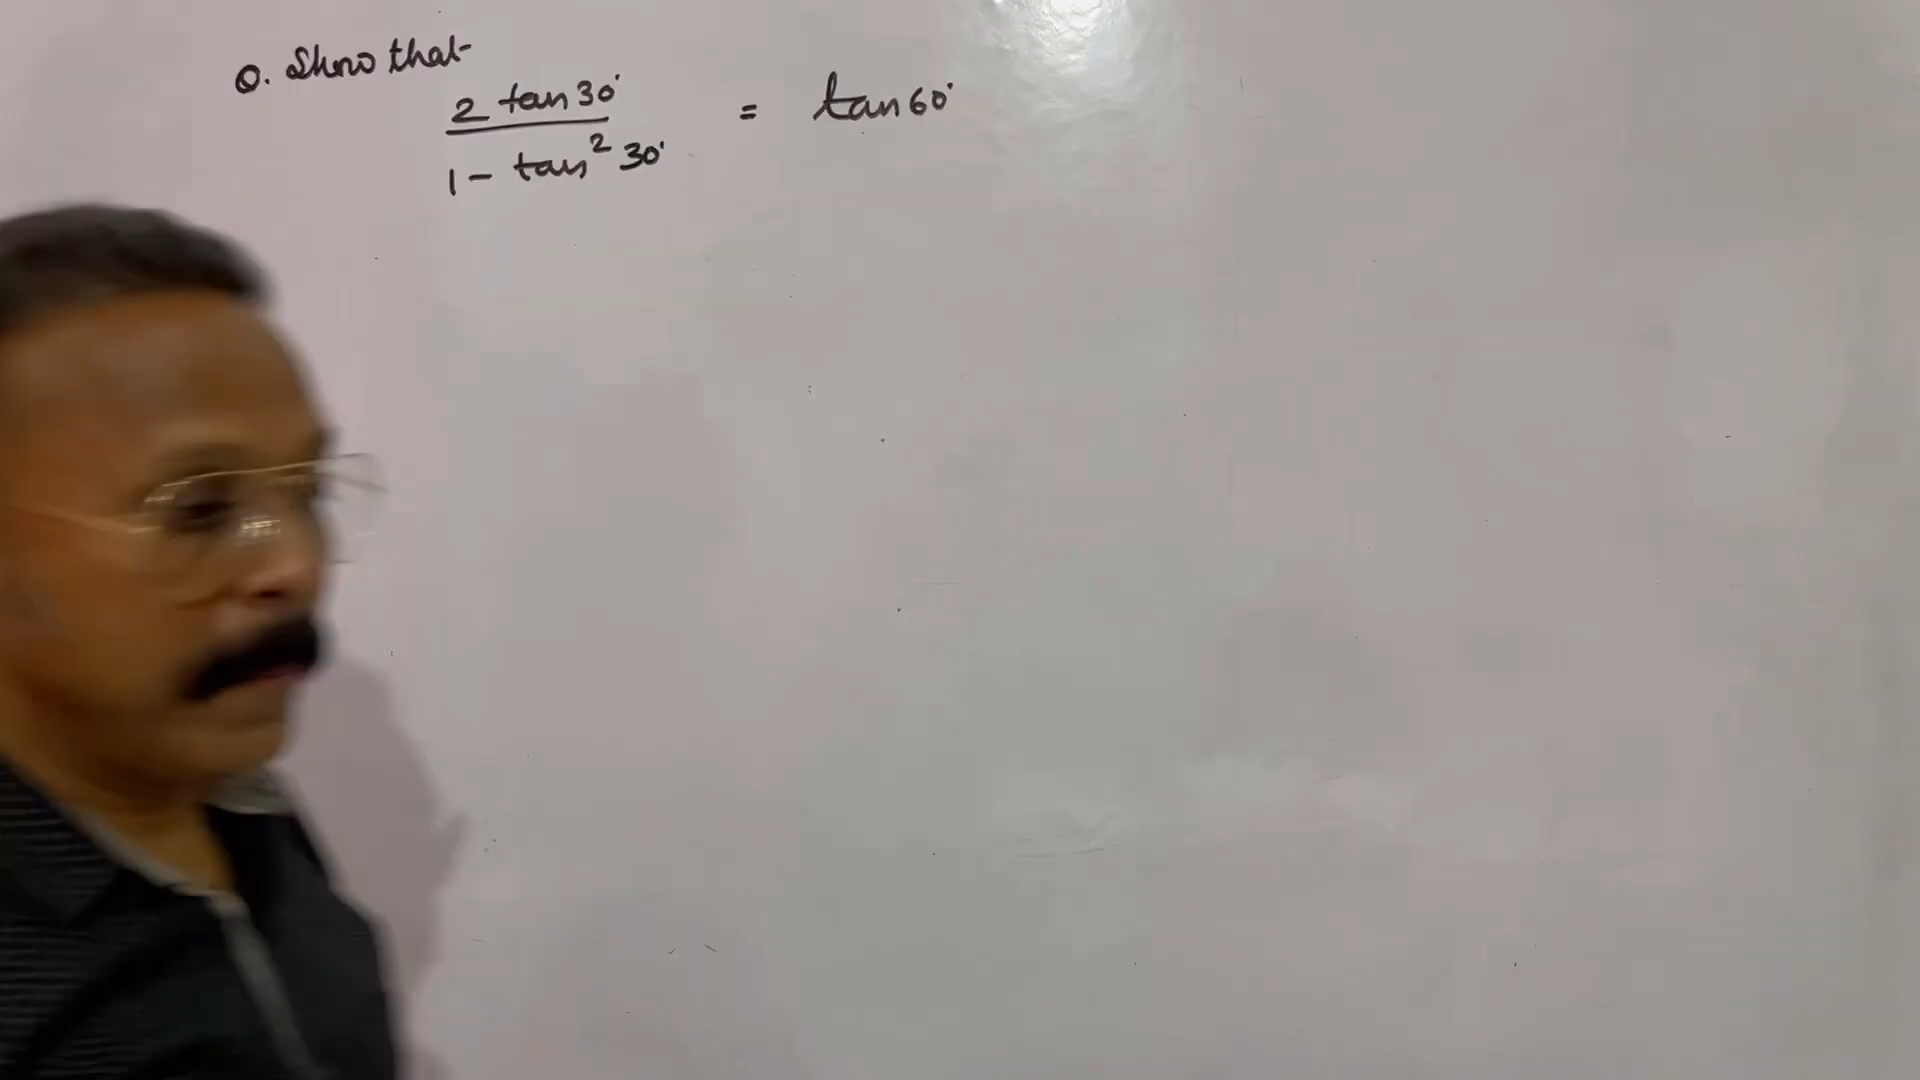 Q. Show that
2 tan 30° / 1 - tan² 30° = tan 60°